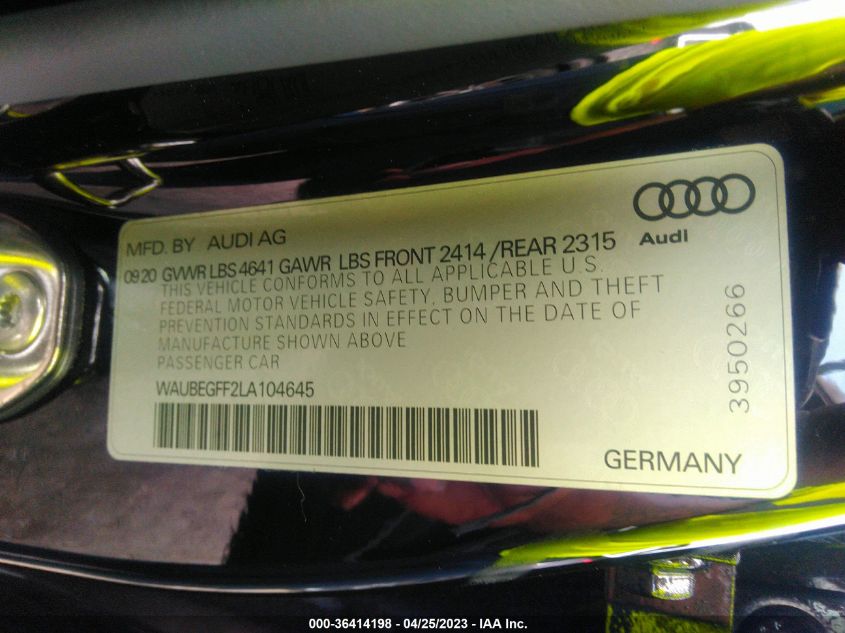 MFD. BY AUDI AG
0920 GVWR LBS 4641 GAWR LBS FRONT 2414 /REAR 2315
THIS VEHICLE CONFORMS TO ALL APPLICABLE U.S.
FEDERAL MOTOR VEHICLE SAFETY, BUMPER AND THEFT
PREVENTION STANDARDS IN EFFECT ON THE DATE OF
MANUFACTURE SHOWN ABOVE
PASSENGER CAR
WAUBEGFF2LA104645
Audi
3950266
GERMANY
000-36414198 - 04/25/2023 - IAA Inc.